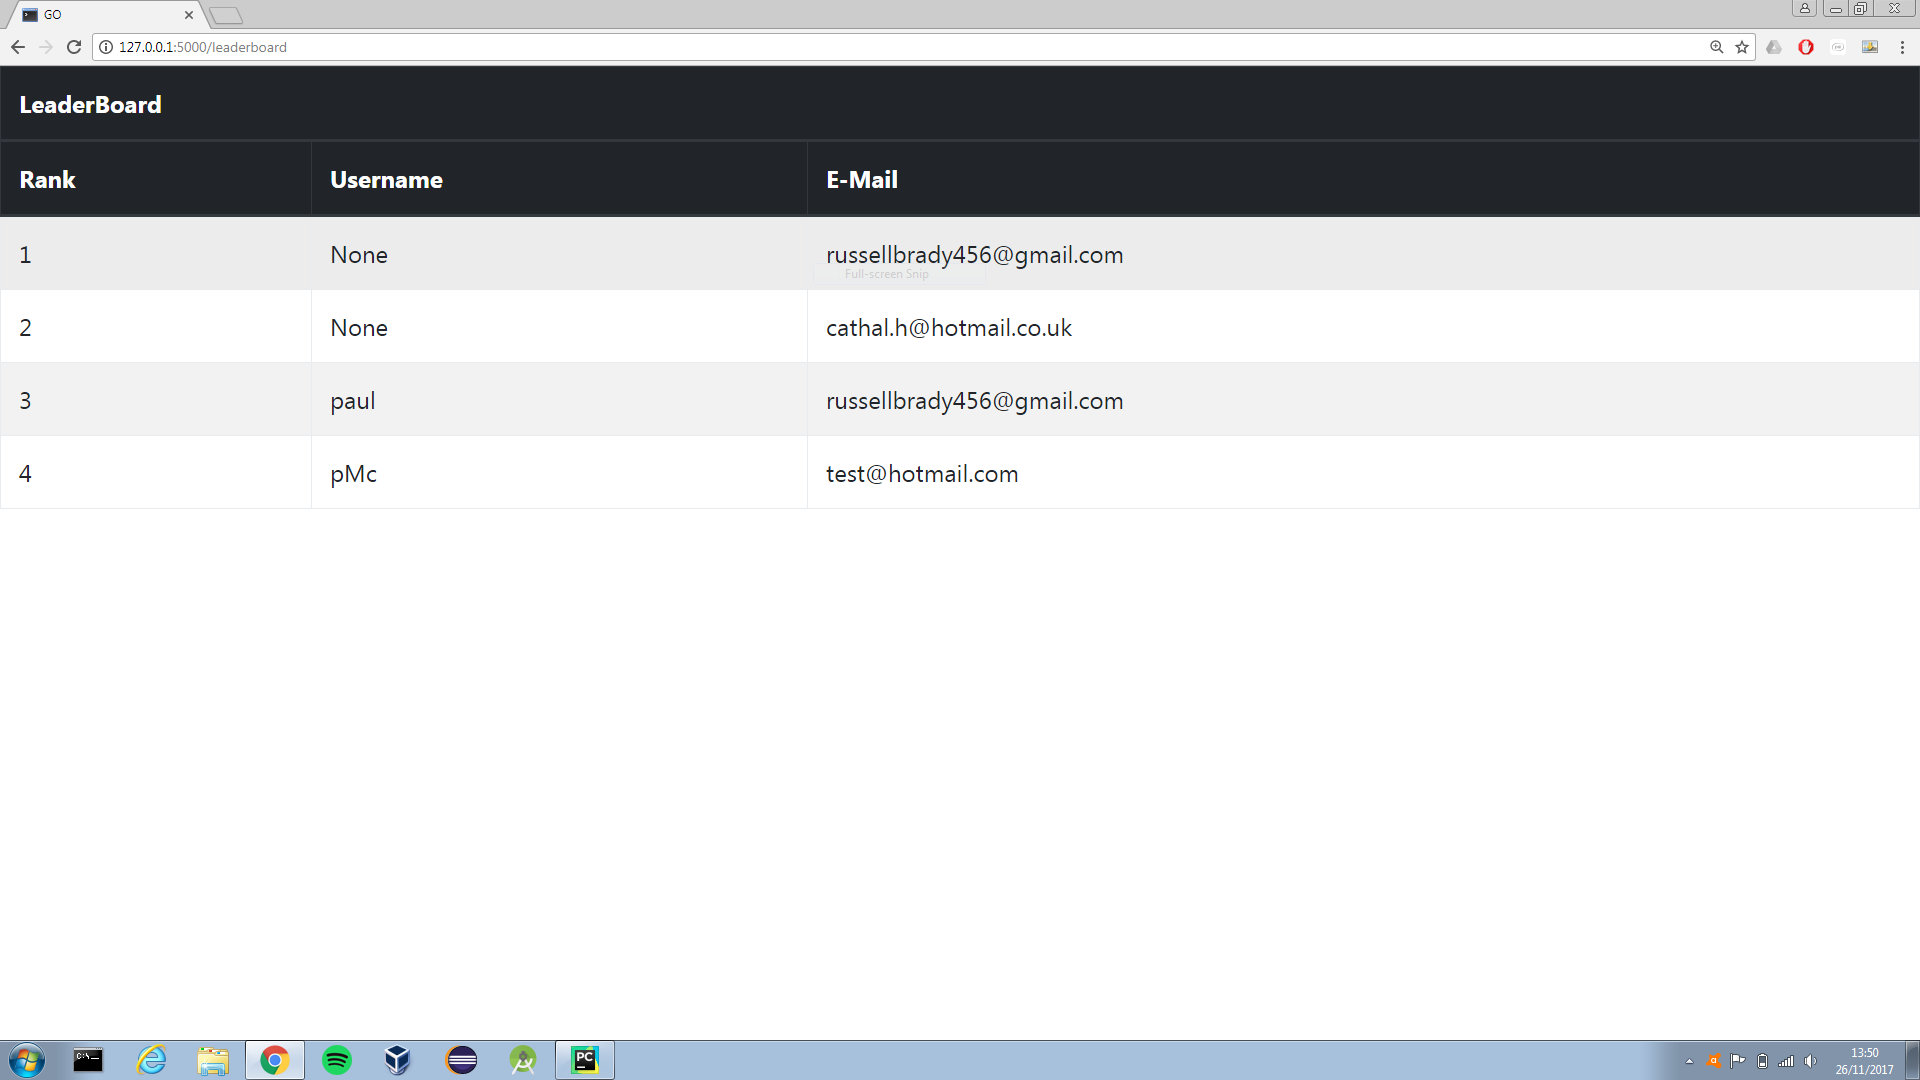 GO
127.0.0.1:5000/leaderboard
LeaderBoard
Rank Username E-Mail
1 None russellbrady456@gmail.com
Full-screen Snip
2 None cathal.h@hotmail.co.uk
3 paul russellbrady456@gmail.com
4 pMc test@hotmail.com
C:\_
PC
13:50
26/11/2017